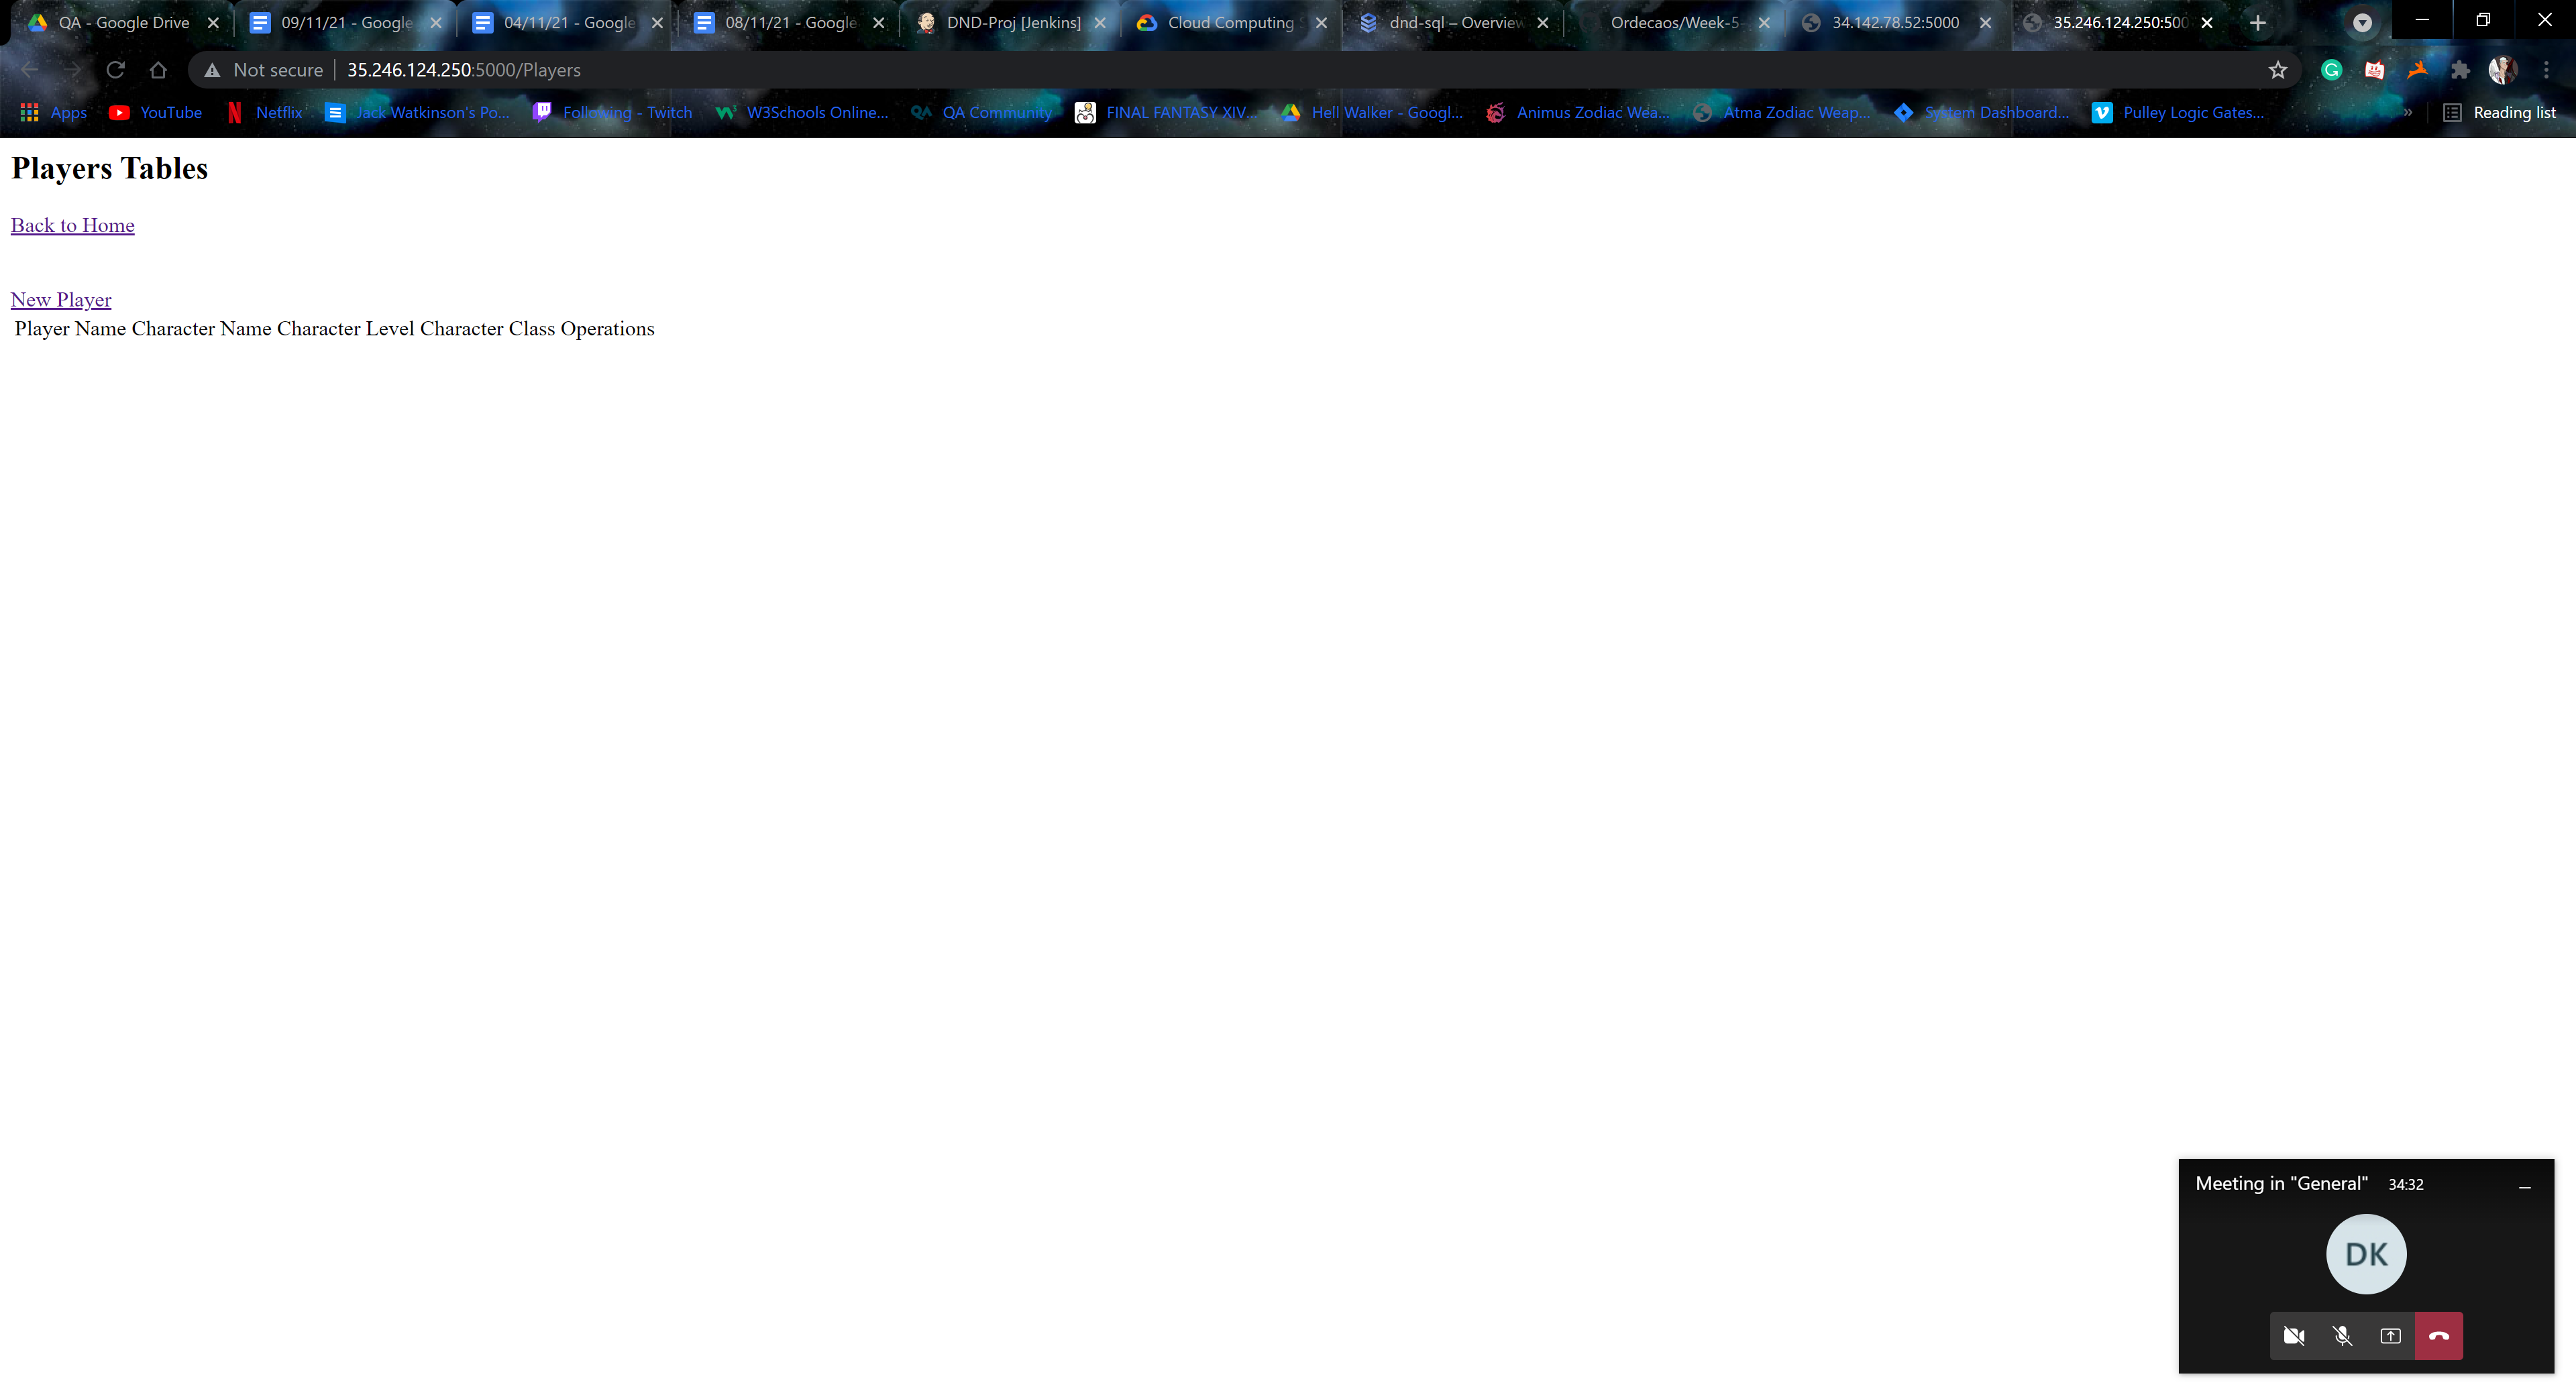 QA - Google Drive
09/11/21 - Google
04/11/21 - Google
08/11/21 - Google
DND-Proj [Jenkins]
Cloud Computing
dnd-sql – Overview
Ordecaos/Week-5-
34.142.78.52:5000
35.246.124.250:500
Not secure
35.246.124.250:5000/Players
Apps
YouTube
Netflix
Jack Watkinson's Po...
Following - Twitch
W3Schools Online...
QA Community
FINAL FANTASY XIV...
Hell Walker - Googl...
Animus Zodiac Wea...
Atma Zodiac Weap...
System Dashboard...
Pulley Logic Gates...
»
Reading list
Players Tables
Back to Home
New Player
Player Name Character Name Character Level Character Class Operations
Meeting in "General" 34:32
DK